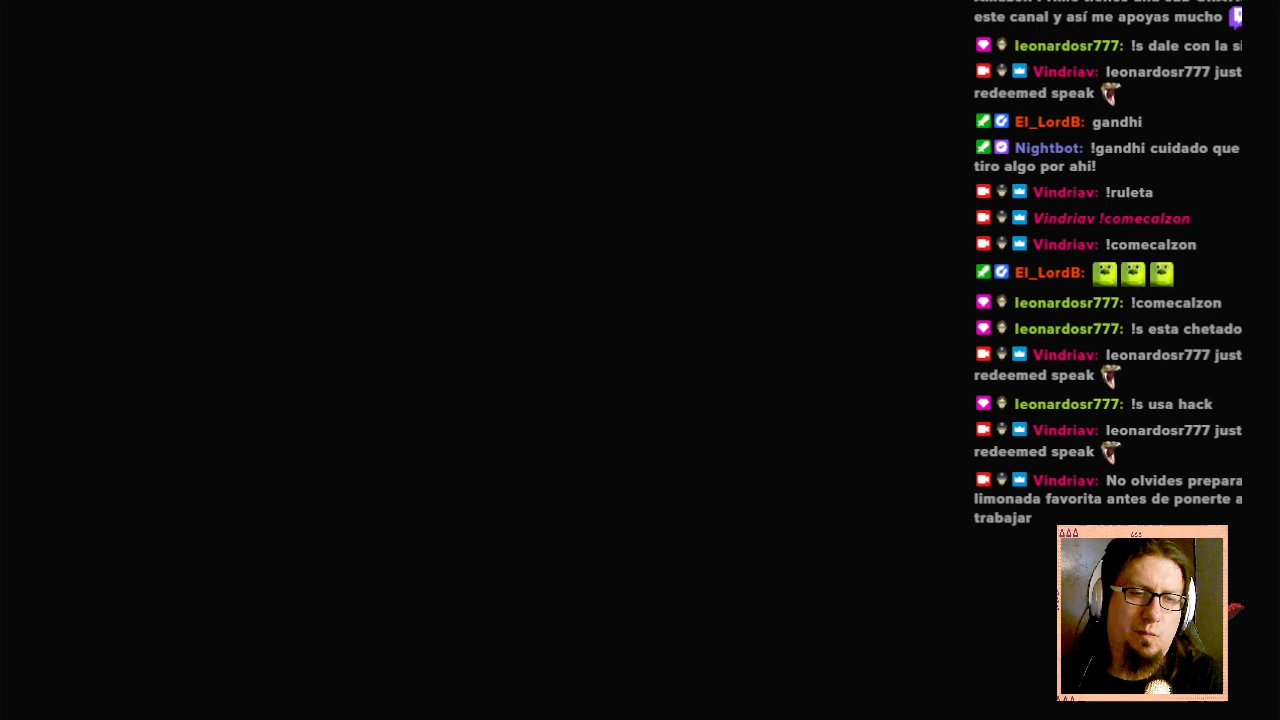 este canal y así me apoyas mucho
leonardosr777: !s dale con la si
Vindriav: leonardosr777 just
redeemed speak
El_LordB: gandhi
Nightbot: !gandhi cuidado que
tiro algo por ahi!
Vindriav: !ruleta
Vindriav !comecalzon
Vindriav: !comecalzon
El_LordB:
leonardosr777: !comecalzon
leonardosr777: !s esta chetado
Vindriav: leonardosr777 just
redeemed speak
leonardosr777: !s usa hack
Vindriav: leonardosr777 just
redeemed speak
Vindriav: No olvides prepara
limonada favorita antes de ponerte a
trabajar